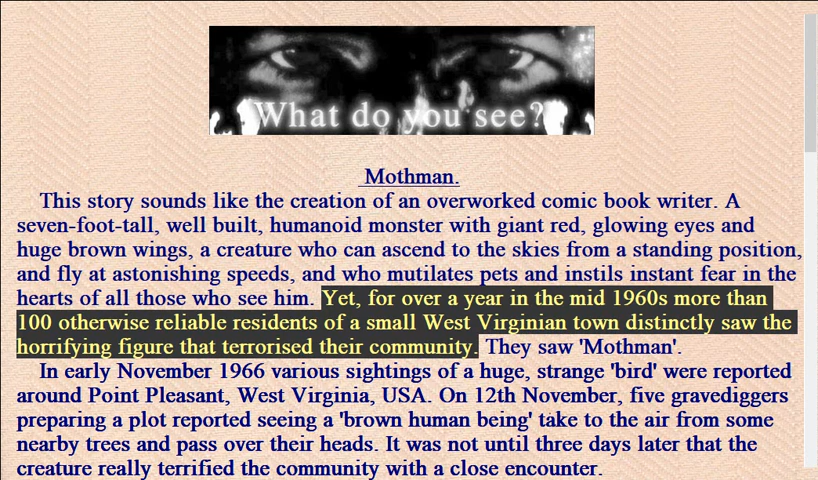 What do you see?
Mothman.
This story sounds like the creation of an overworked comic book writer. A
seven-foot-tall, well built, humanoid monster with giant red, glowing eyes and
huge brown wings, a creature who can ascend to the skies from a standing position,
and fly at astonishing speeds, and who mutilates pets and instils instant fear in the
hearts of all those who see him. Yet, for over a year in the mid 1960s more than
100 otherwise reliable residents of a small West Virginian town distinctly saw the
horrifying figure that terrorised their community. They saw 'Mothman'.
In early November 1966 various sightings of a huge, strange 'bird' were reported
around Point Pleasant, West Virginia, USA. On 12th November, five gravediggers
preparing a plot reported seeing a 'brown human being' take to the air from some
nearby trees and pass over their heads. It was not until three days later that the
creature really terrified the community with a close encounter.